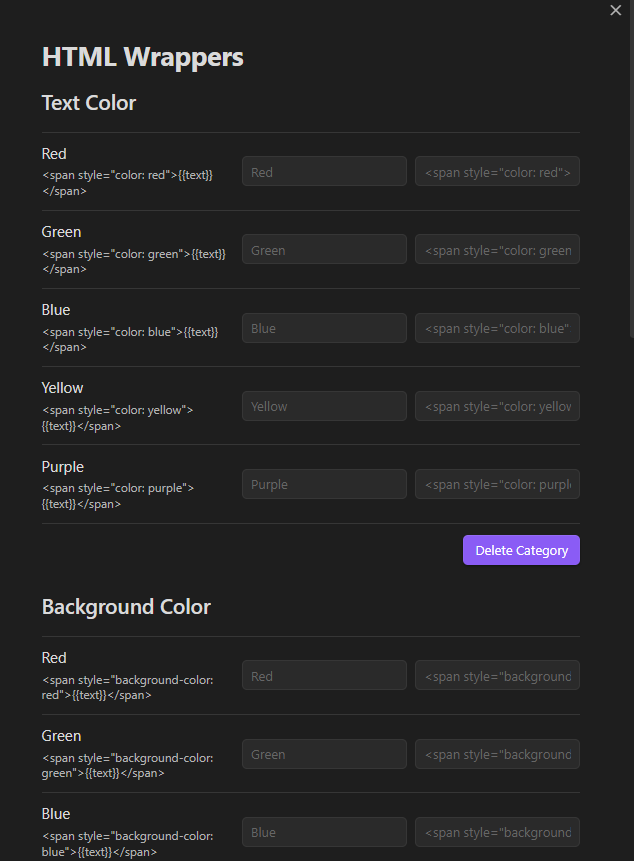 HTML Wrappers
Text Color
Red
<span style="color: red">{{text}}
</span>
Red
<span style="color: red">
Green
<span style="color: green">{{text}}
</span>
Green
<span style="color: green
Blue
<span style="color: blue">{{text}}
</span>
Blue
<span style="color: blue"
Yellow
<span style="color: yellow">
{{text}}</span>
Yellow
<span style="color: yellow
Purple
<span style="color: purple">
{{text}}</span>
Purple
<span style="color: purple
Delete Category
Background Color
Red
<span style="background-color:
red">{{text}}</span>
Red
<span style="background
Green
<span style="background-color:
green">{{text}}</span>
Green
<span style="background
Blue
<span style="background-color:
blue">{{text}}</span>
Blue
<span style="background